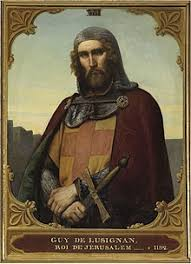 GUY DE LUSIGNAN,
ROI DE JERUSALEM
1192